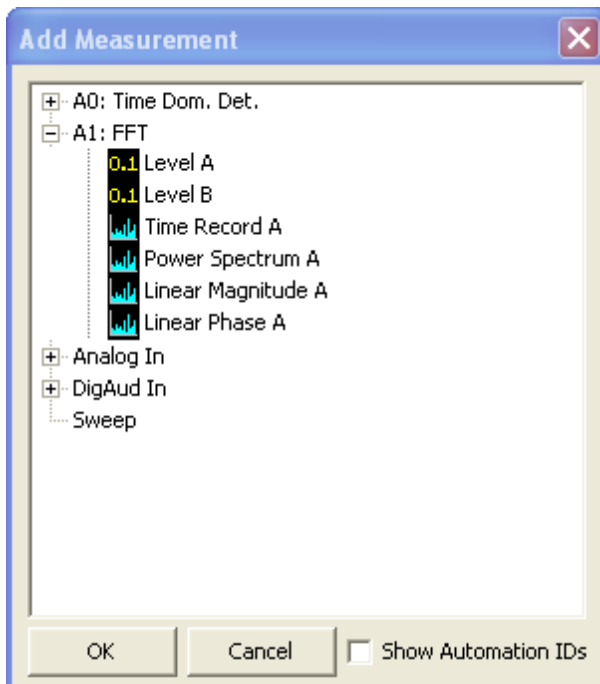 Add Measurement
A0: Time Dom. Det.
A1: FFT
0.1 Level A
0.1 Level B
Time Record A
Power Spectrum A
Linear Magnitude A
Linear Phase A
Analog In
DigAud In
Sweep
OK Cancel Show Automation IDs